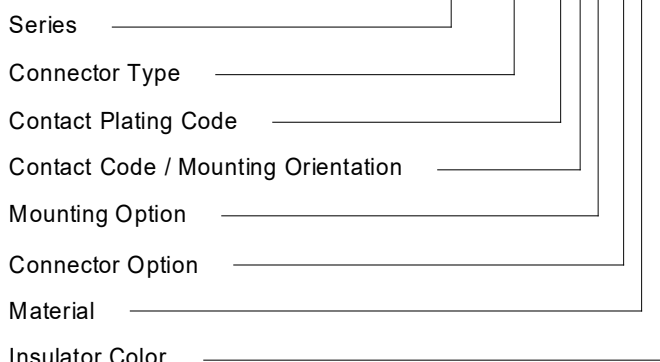 Series
Connector Type
Contact Plating Code
Contact Code / Mounting Orientation
Mounting Option
Connector Option
Material
Insulator Color